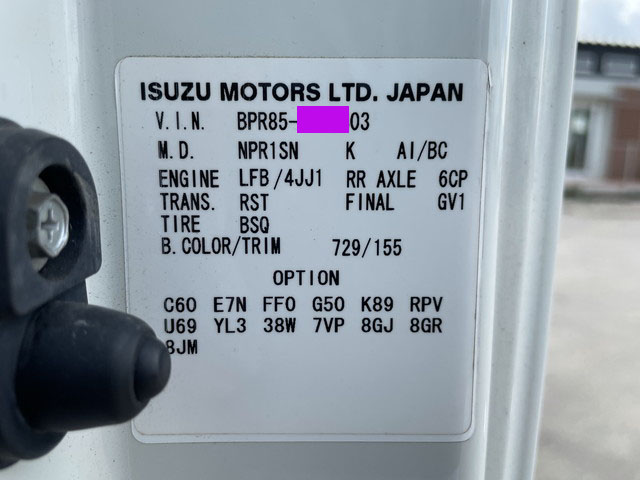 ISUZU MOTORS LTD. JAPAN
V.I.N. BPR85- 03
M.D. NPR1SN K AI/BC
ENGINE LFB/4JJ1 RR AXLE 6CP
TRANS. RST FINAL GV1
TIRE BSQ
B.COLOR/TRIM 729/155
OPTION
C60 E7N FF0 G50 K89 RPV
U69 YL3 38W 7VP 8GJ 8GR
8JM